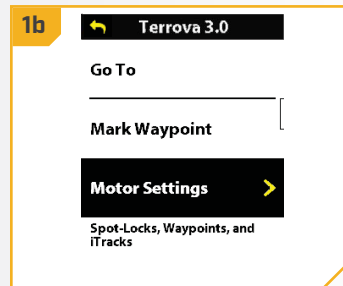 1b
Terrova 3.0
Go To
Mark Waypoint
Motor Settings
Spot-Locks, Waypoints, and
iTracks